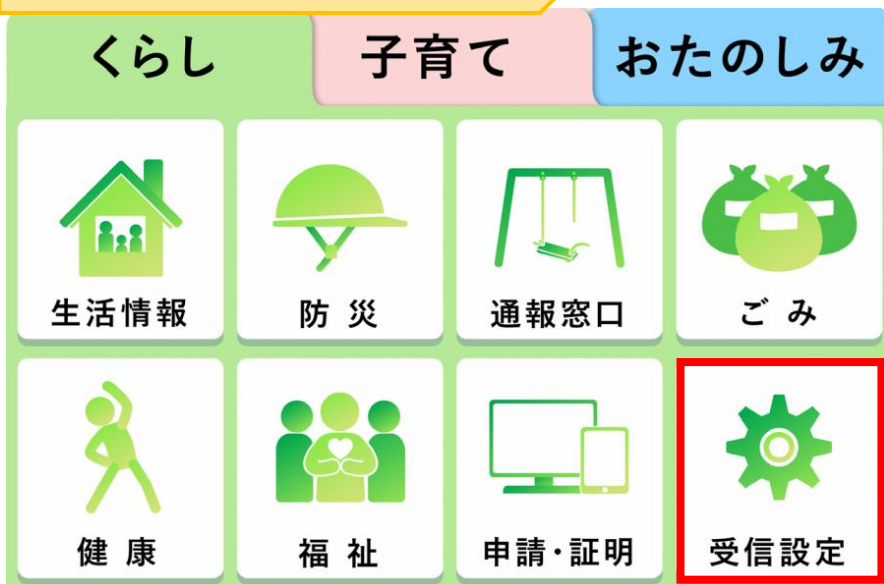 くらし 子育て おたのしみ
生活情報 防災 通報窓口 ごみ
健康 福祉 申請・証明 受信設定